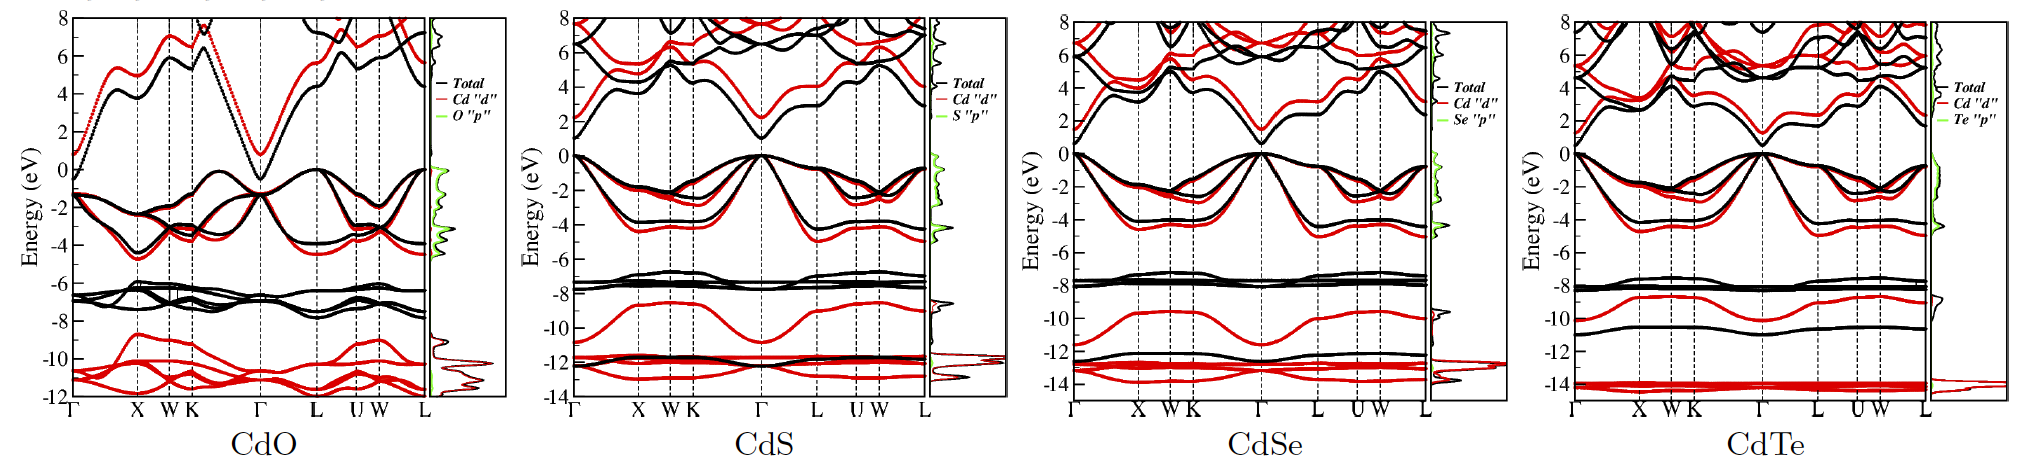 8
6
4
2
0
-2
-4
-6
-8
-10
-12
Energy (eV)
Γ X W K Γ L U W L
Total
Cd "d"
O "p"
CdO
8
6
4
2
0
-2
-4
-6
-8
-10
-12
-14
Energy (eV)
Γ X W K Γ L U W L
Total
Cd "d"
S "p"
CdS
8
6
4
2
0
-2
-4
-6
-8
-10
-12
-14
Energy (eV)
Γ X W K Γ L U W L
Total
Cd "d"
Se "p"
CdSe
8
6
4
2
0
-2
-4
-6
-8
-10
-12
-14
Energy (eV)
Γ X W K Γ L U W L
Total
Cd "d"
Te "p"
CdTe